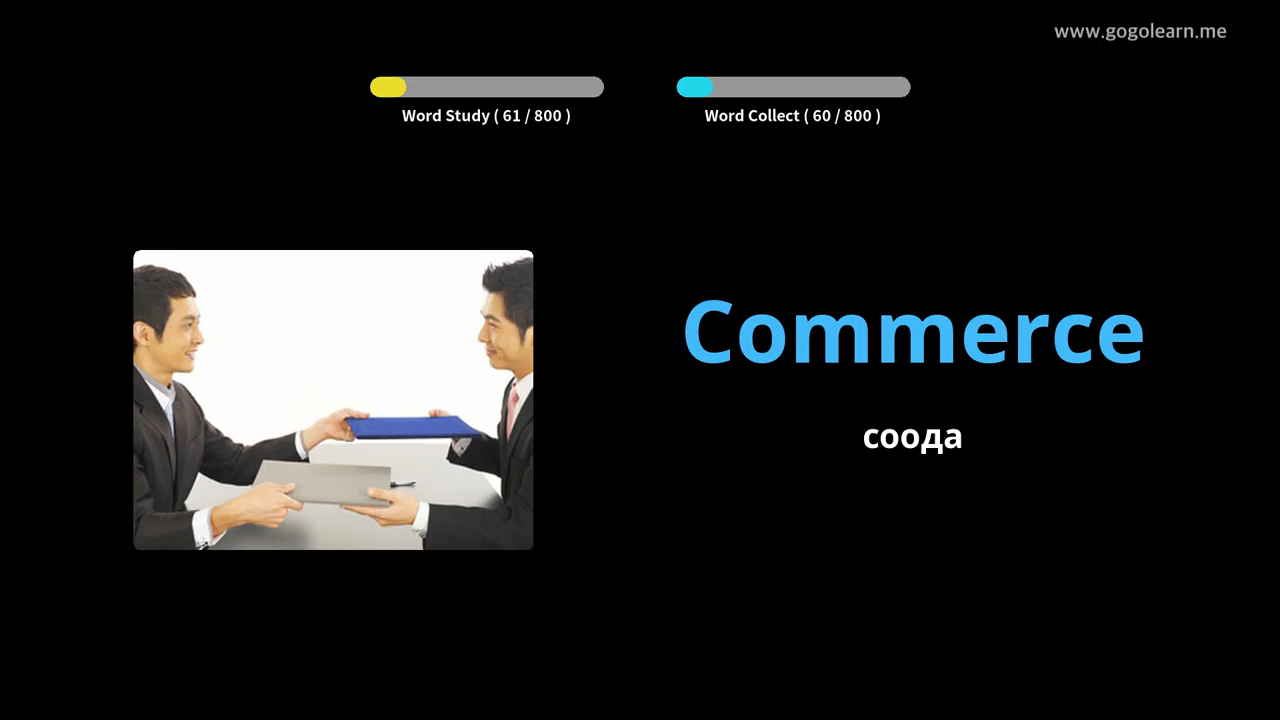 www.gogolearn.me
Word Study ( 61 / 800 )
Word Collect ( 60 / 800 )
Commerce
соода